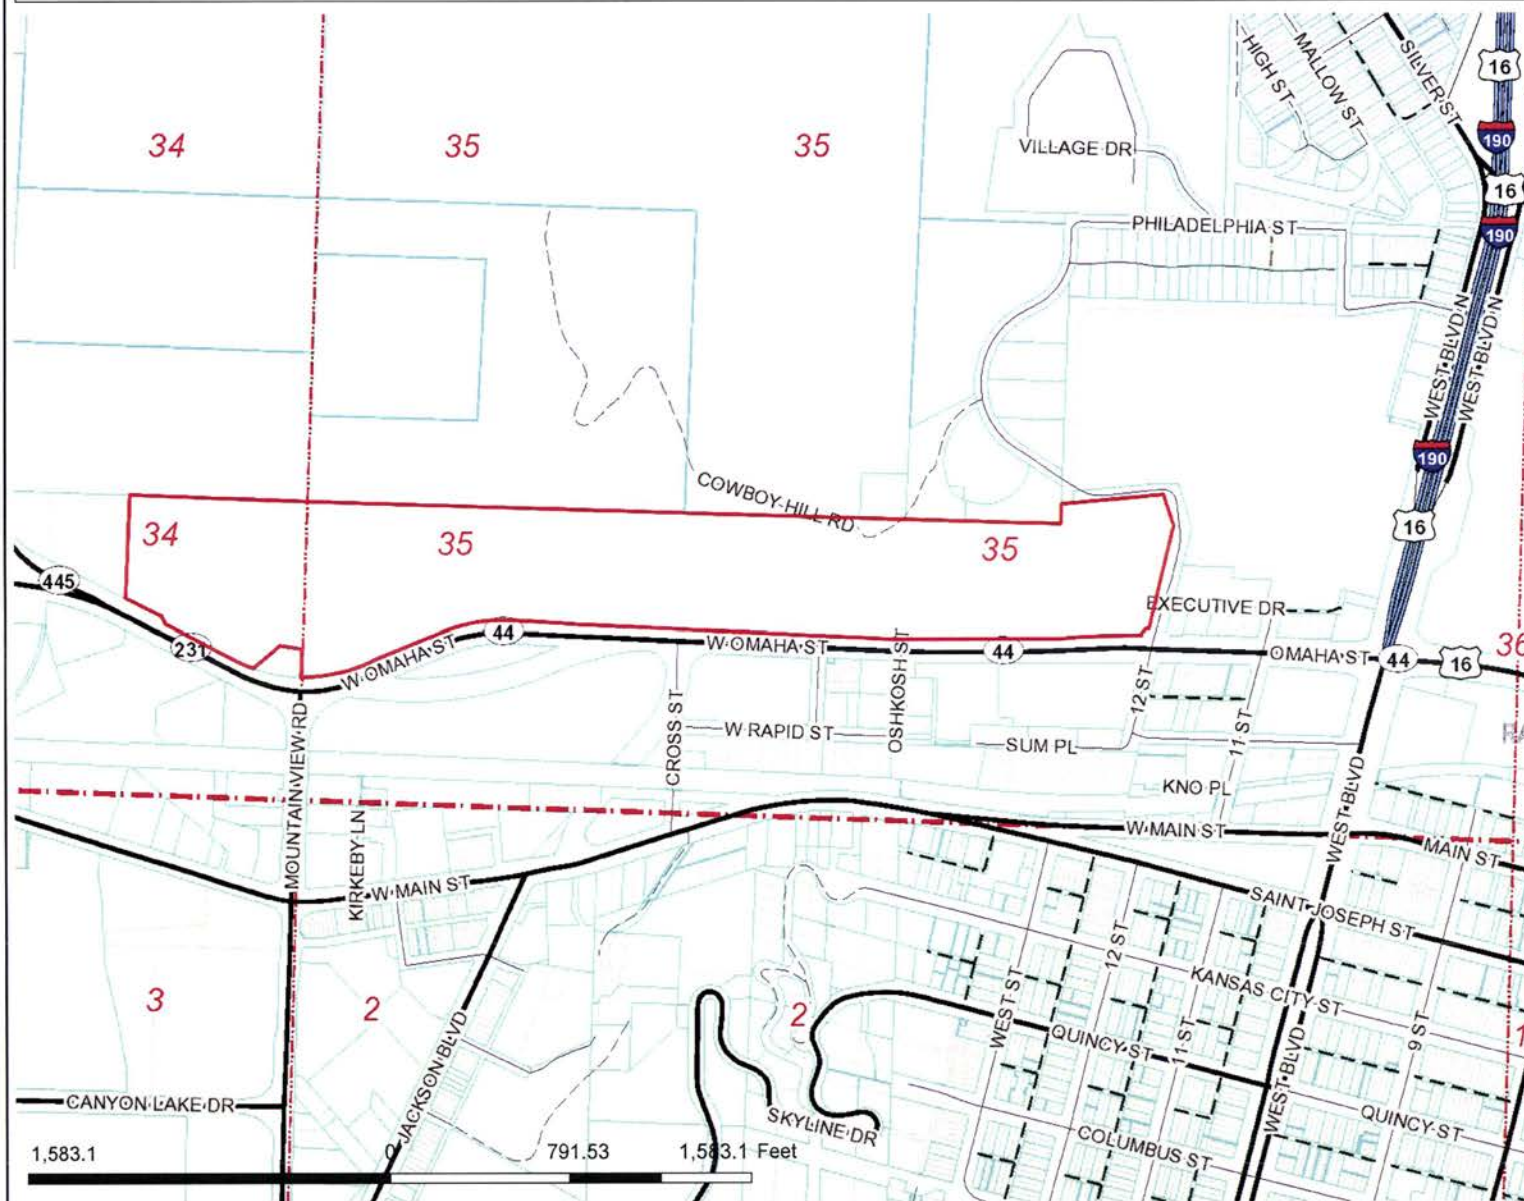 HIGH ST
MALLOW ST
SILVER ST
16
190
34
35
35
VILLAGE DR
16
190
PHILADELPHIA ST
WEST BLVD N
WEST BLVD N
190
COWBOY HILL RD
16
34
35
35
445
EXECUTIVE DR
231
W OMAHA ST
44
W OMAHA ST
OSHKOSH ST
44
OMAHA ST
44
16
36
12 ST
11 ST
CROSS ST
W RAPID ST
SUM PL
MOUNTAIN VIEW RD
KNO PL
WEST BLVD
KIRKEBY LN
W MAIN ST
MAIN ST
W MAIN ST
SAINT JOSEPH ST
12 ST
KANSAS CITY ST
3
2
2
WEST ST
QUINCY ST
11 ST
WEST BLVD
9 ST
1
JACKSON BLVD
CANYON LAKE DR
SKYLINE DR
COLUMBUS ST
WEST BLVD
QUINCY ST
1,583.1
0
791.53
1,583.1 Feet